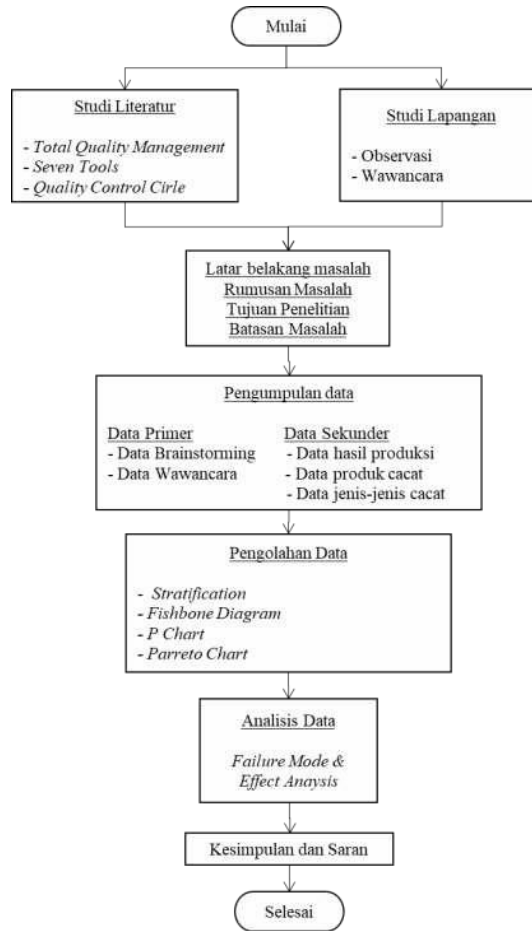 Mulai
Studi Literatur
- Total Quality Management
- Seven Tools
- Quality Control Cirle
Studi Lapangan
- Observasi
- Wawancara
Latar belakang masalah
Rumusan Masalah
Tujuan Penelitian
Batasan Masalah
Pengumpulan data
Data Primer
- Data Brainstorming
- Data Wawancara
Data Sekunder
- Data hasil produksi
- Data produk cacat
- Data jenis-jenis cacat
Pengolahan Data
- Stratification
- Fishbone Diagram
- P Chart
- Parreto Chart
Analisis Data
Failure Mode &
Effect Anaysis
Kesimpulan dan Saran
Selesai